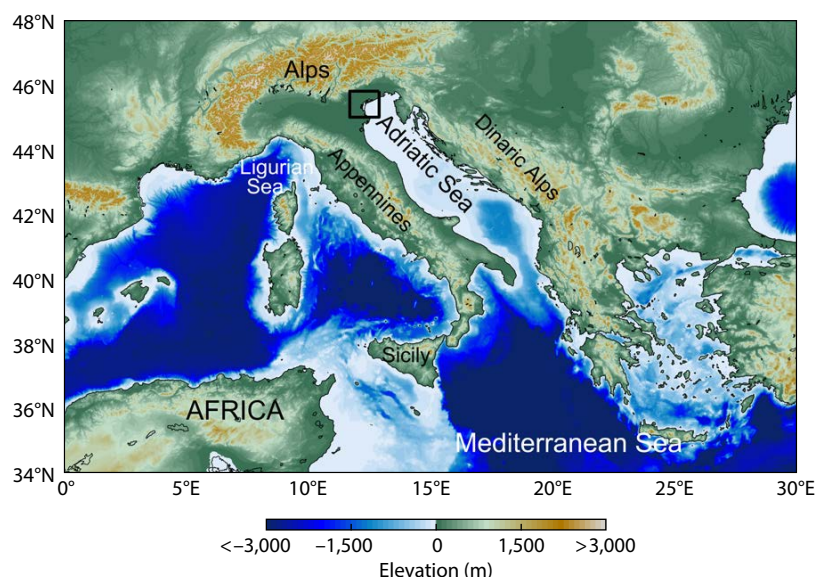 48°N
46°N
44°N
42°N
40°N
38°N
36°N
34°N
Alps
Adriatic Sea
Dinaric Alps
Ligurian
Sea
Appennines
Sicily
AFRICA
Mediterranean Sea
0°
5°E
10°E
15°E
20°E
25°E
30°E
<−3,000
−1,500
0
1,500
>3,000
Elevation (m)